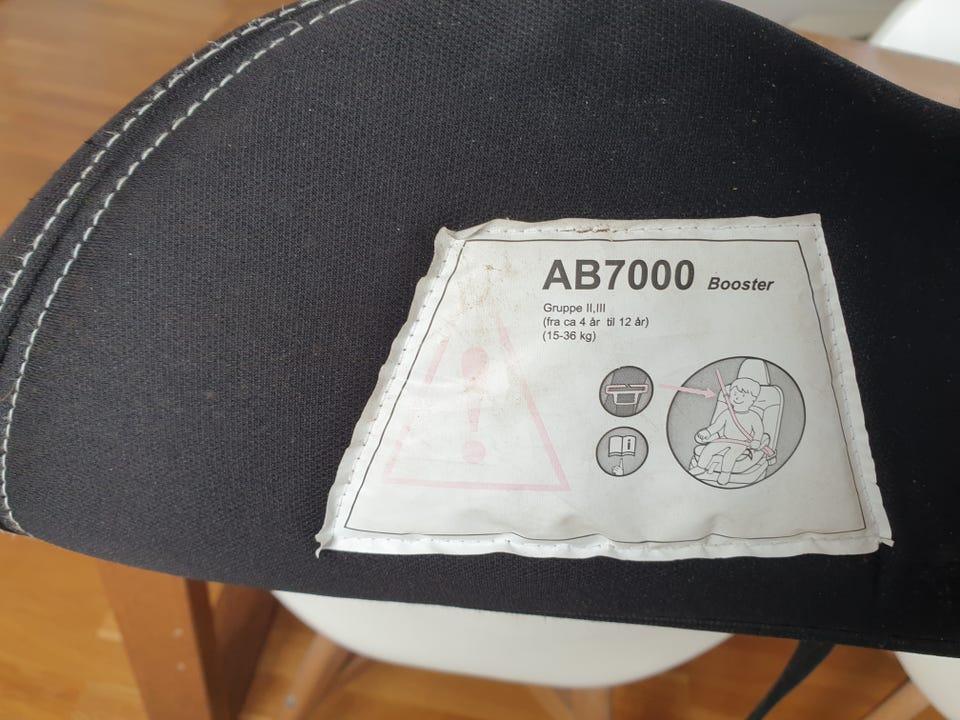 AB7000 Booster
Gruppe II,III
(fra ca 4 år til 12 år)
(15-36 kg)
i